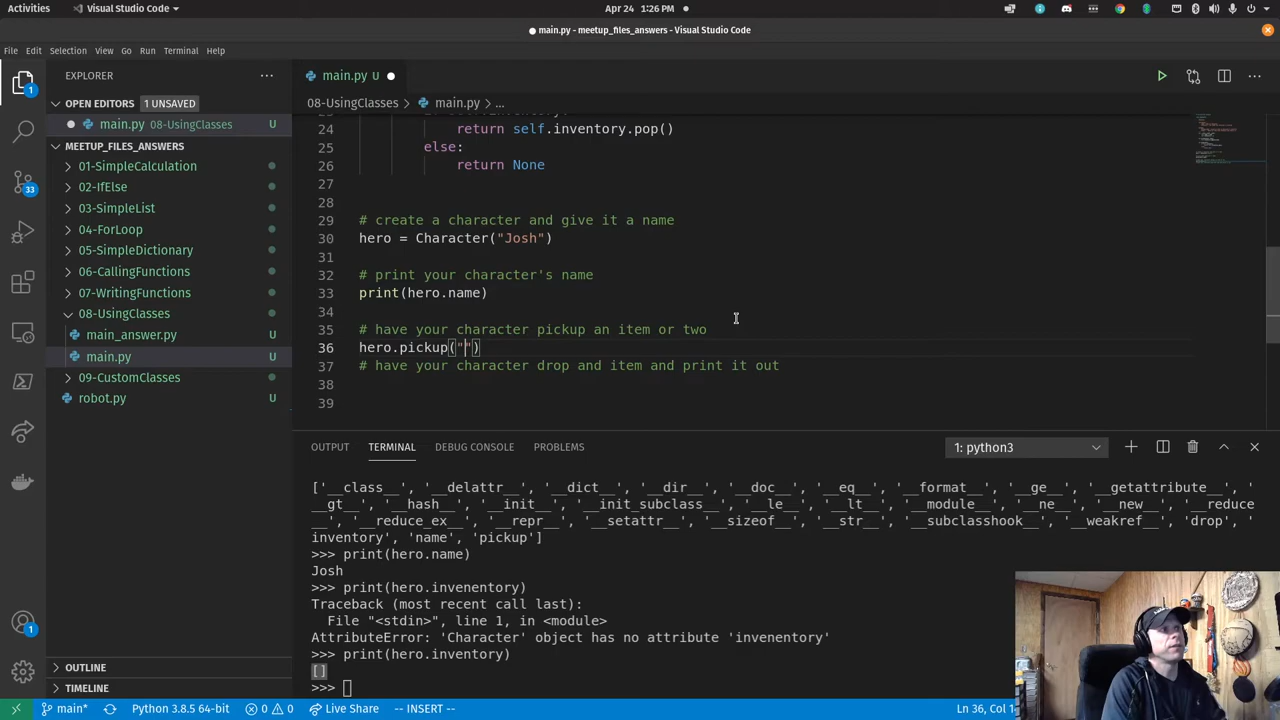 Visual Studio Code
Apr 24 1:26 PM
main.py - meetup_files_answers - Visual Studio Code
File Edit Selection View Go Run Terminal Help
EXPLORER
main.py U
OPEN EDITORS 1 UNSAVED
08-UsingClasses > main.py > ...
main.py 08-UsingClasses U
MEETUP_FILES_ANSWERS
01-SimpleCalculation
02-IfElse
03-SimpleList
04-ForLoop
05-SimpleDictionary
06-CallingFunctions
07-WritingFunctions
08-UsingClasses
main_answer.py U
main.py U
09-CustomClasses
robot.py U
OUTLINE
TIMELINE
1
33
1
24 return self.inventory.pop()
25 else:
26 return None
27
28
29 # create a character and give it a name
30 hero = Character("Josh")
31
32 # print your character's name
33 print(hero.name)
34
35 # have your character pickup an item or two
36 hero.pickup("")
37 # have your character drop and item and print it out
38
39
OUTPUT TERMINAL DEBUG CONSOLE PROBLEMS 1: python3
['__class__', '__delattr__', '__dict__', '__dir__', '__doc__', '__eq__', '__format__', '__ge__', '__getattribute__', '
__gt__', '__hash__', '__init__', '__init_subclass__', '__le__', '__lt__', '__module__', '__ne__', '__new__', '__reduce
__', '__reduce_ex__', '__repr__', '__setattr__', '__sizeof__', '__str__', '__subclasshook__', '__weakref__', 'drop', '
inventory', 'name', 'pickup']
>>> print(hero.name)
Josh
>>> print(hero.invenentory)
Traceback (most recent call last):
File "<stdin>", line 1, in <module>
AttributeError: 'Character' object has no attribute 'invenentory'
>>> print(hero.inventory)
[]
>>>
main* Python 3.8.5 64-bit 0 0 Live Share -- INSERT -- Ln 36, Col